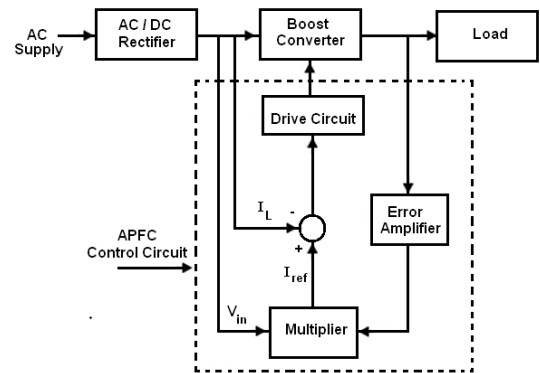 AC
Supply
AC / DC
Rectifier
Boost
Converter
Load
Drive Circuit
I_L
-
+
I_ref
Error
Amplifier
APFC
Control Circuit
V_in
Multiplier